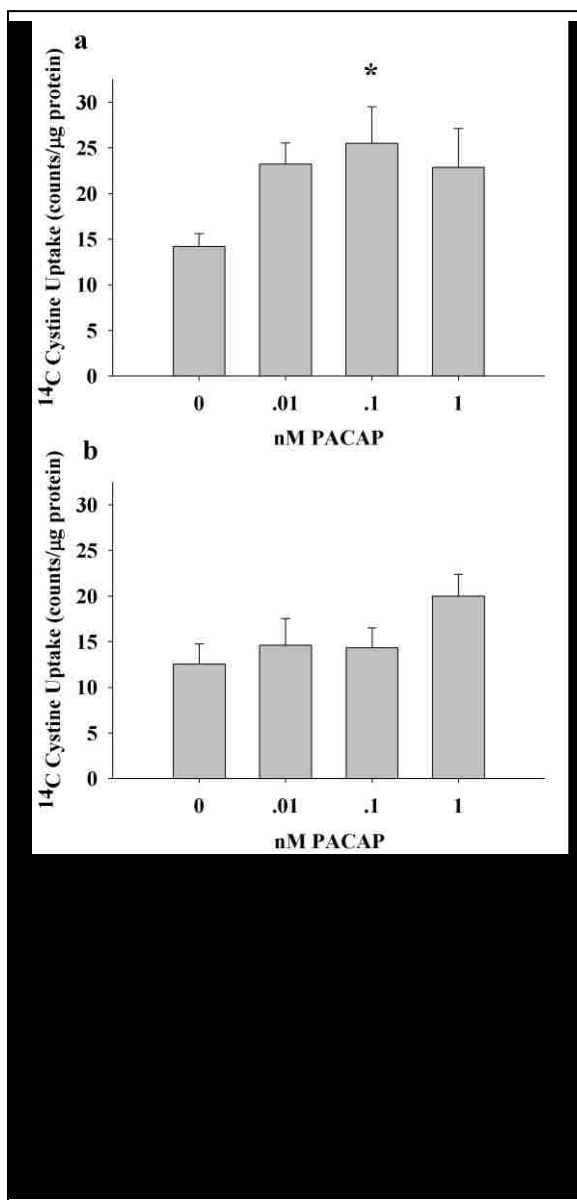 a
*
30
25
20
15
10
5
0
¹⁴C Cystine Uptake (counts/μg protein)
0 .01 .1 1
nM PACAP
b
30
25
20
15
10
5
0
¹⁴C Cystine Uptake (counts/μg protein)
0 .01 .1 1
nM PACAP